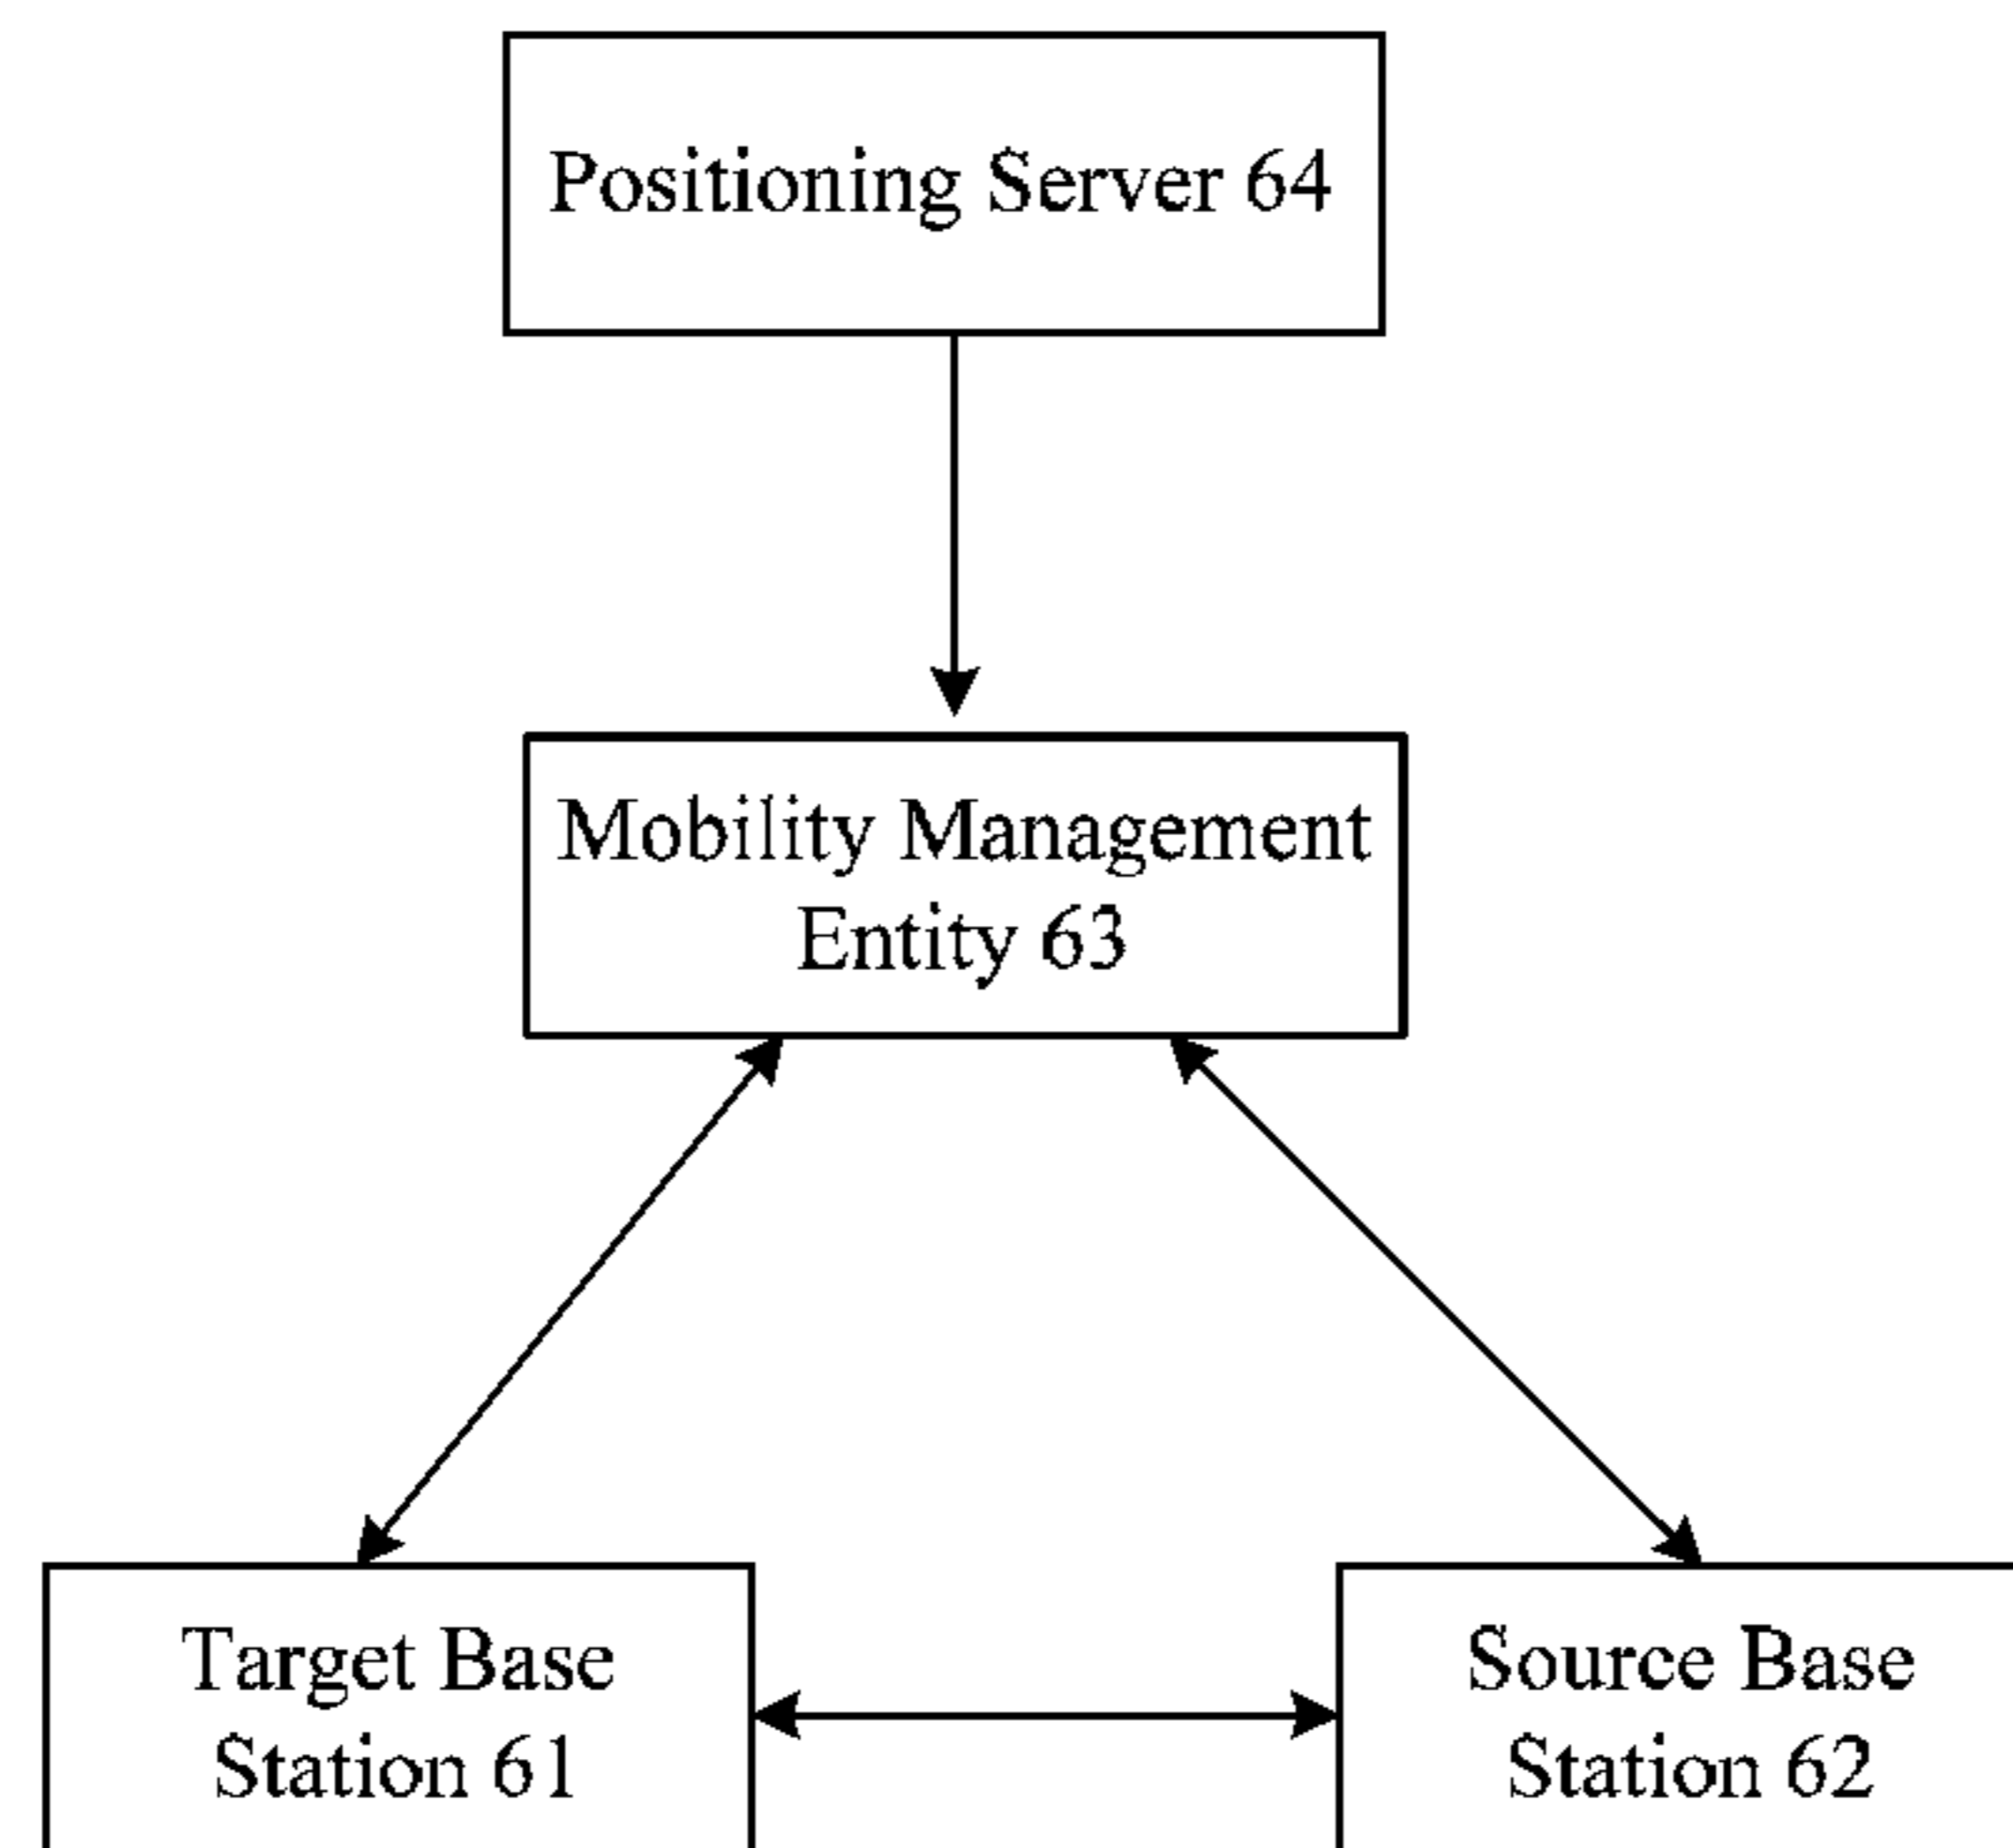 Positioning Server 64
Mobility Management
Entity 63
Target Base
Station 61
Source Base
Station 62